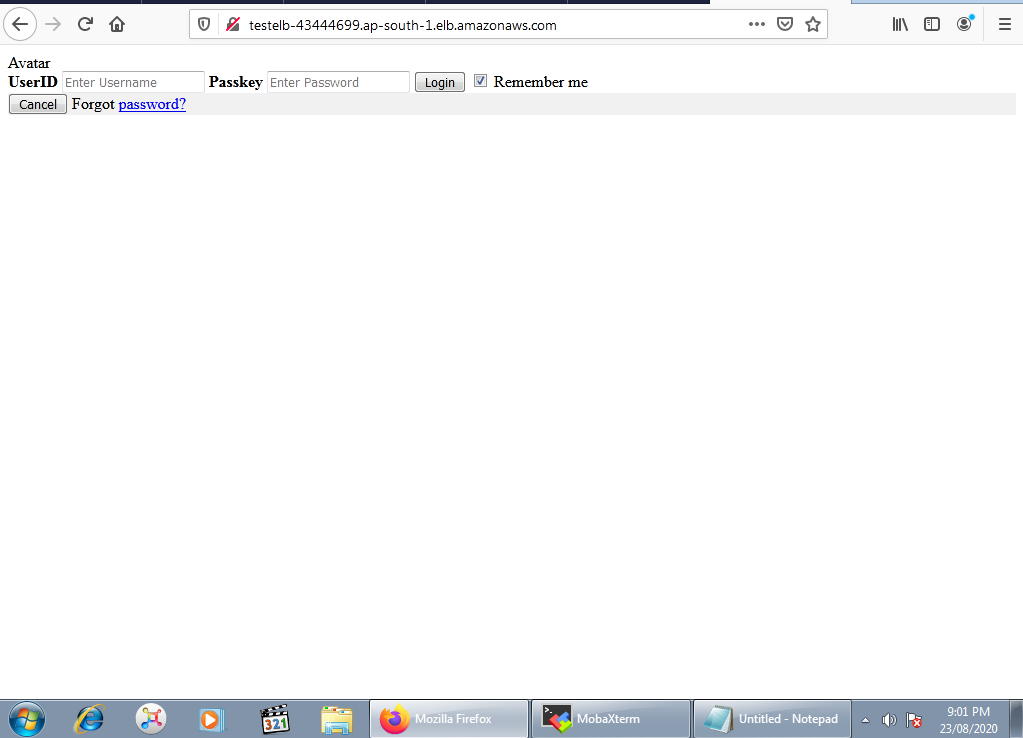 testelb-43444699.ap-south-1.elb.amazonaws.com
Avatar
UserID Enter Username Passkey Enter Password Login Remember me
Cancel Forgot password?
321
Mozilla Firefox MobaXterm Untitled - Notepad 9:01 PM
23/08/2020